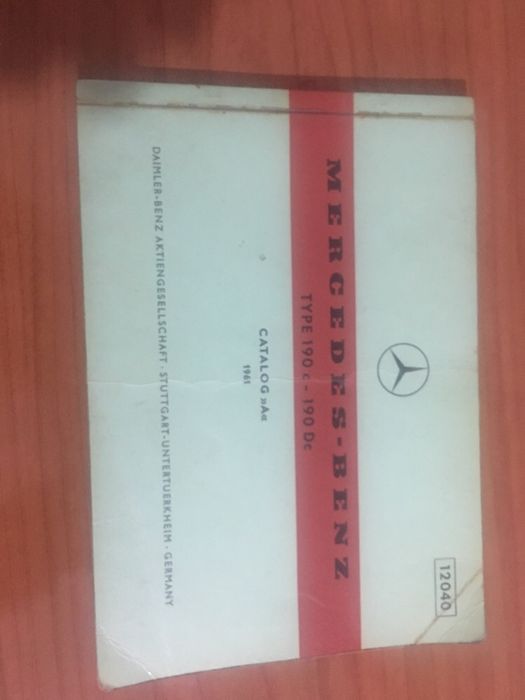 12040
MERCEDES-BENZ
TYPE 190 c - 190 Dc
CATALOG »A«
1961
DAIMLER-BENZ AKTIENGESELLSCHAFT · STUTTGART-UNTERTUERKHEIM · GERMANY